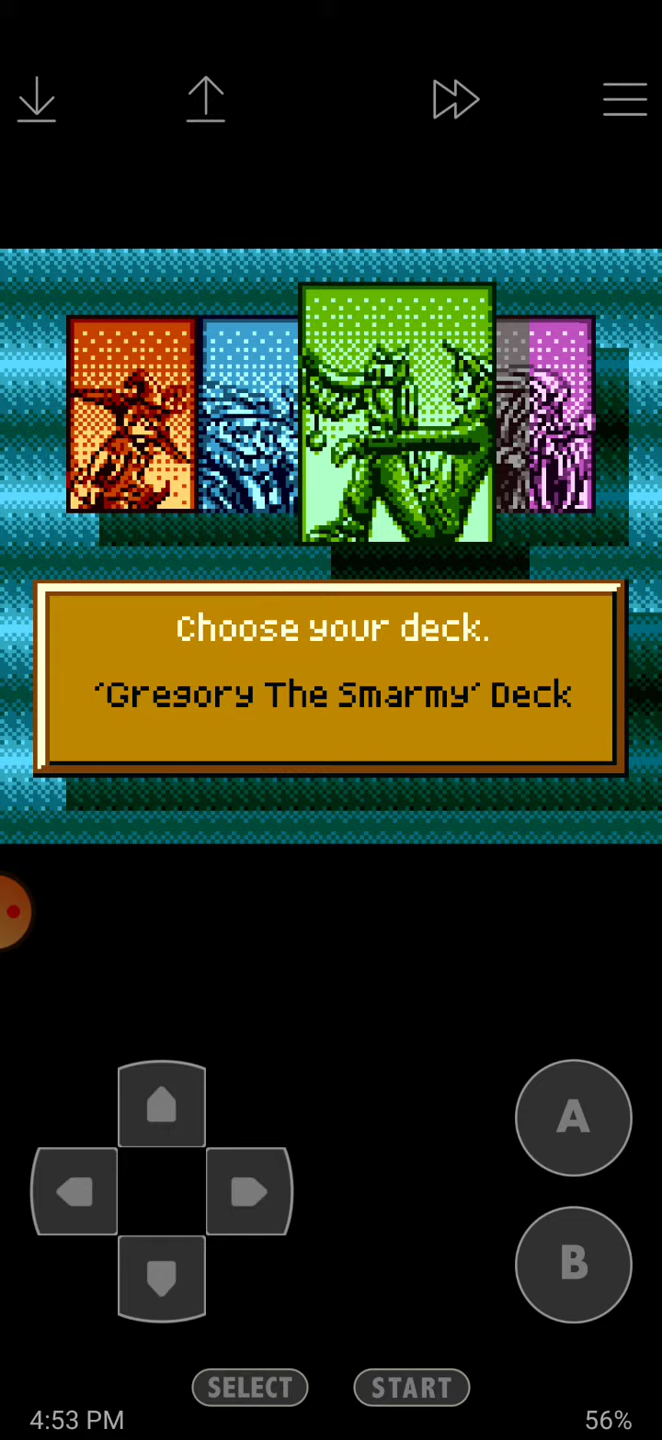 Choose your deck.
'Gregory The Smarmy' Deck
A
B
SELECT START
4:53 PM 56%